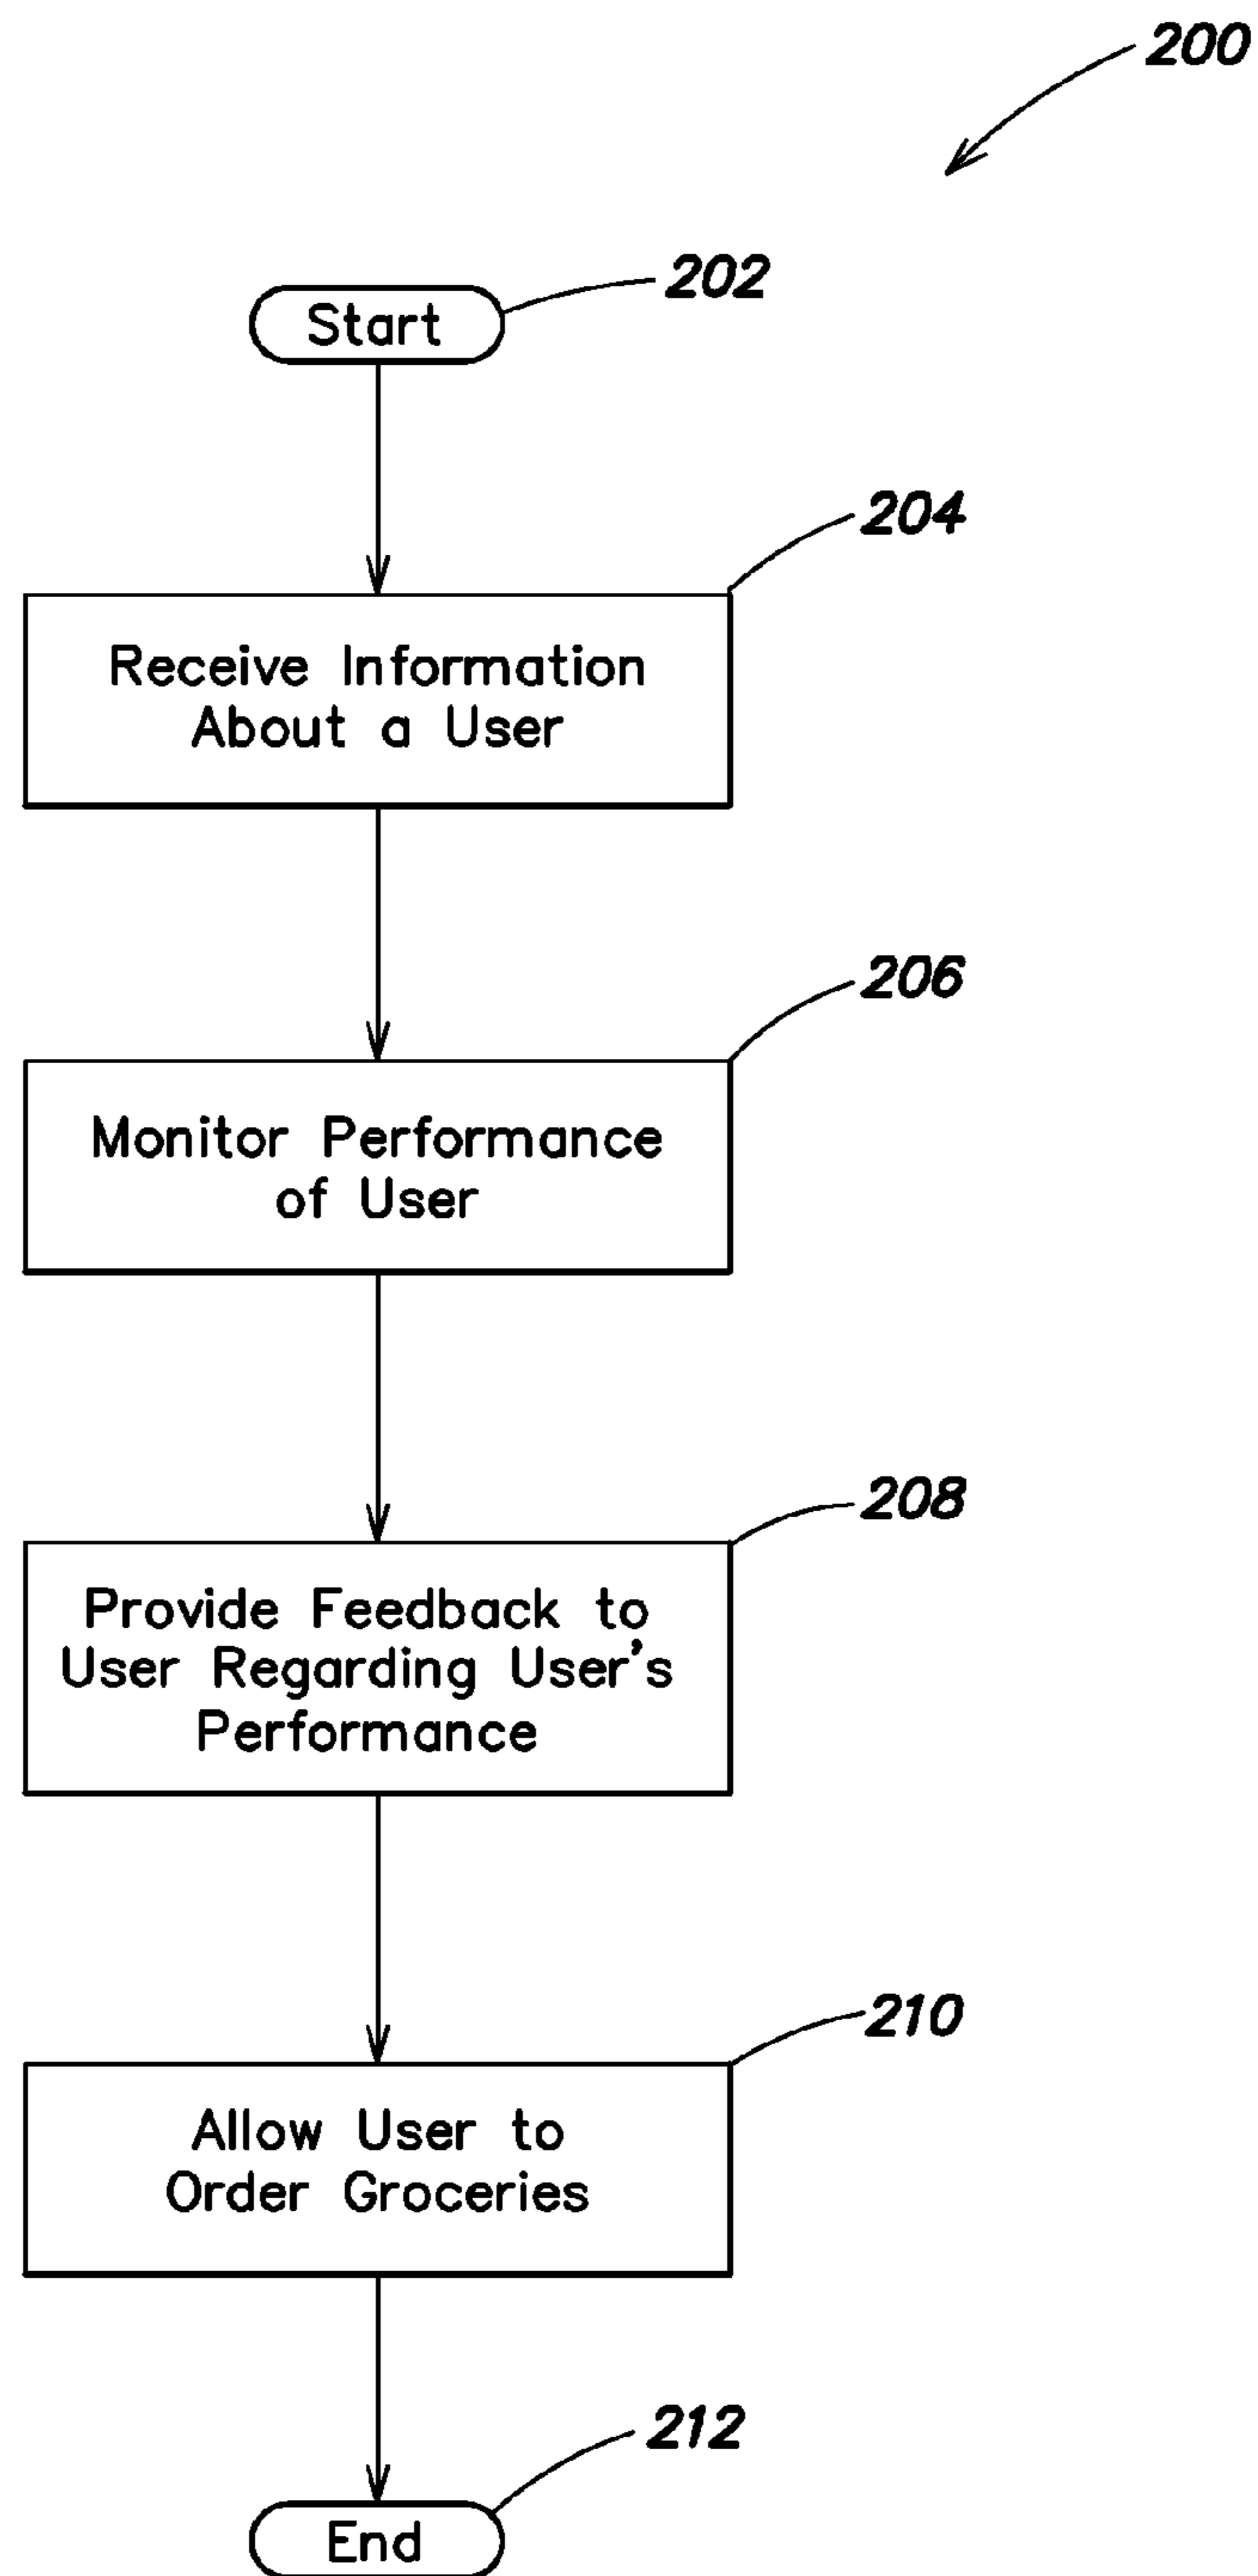 200
202
Start
204
Receive Information
About a User
206
Monitor Performance
of User
208
Provide Feedback to
User Regarding User's
Performance
210
Allow User to
Order Groceries
212
End